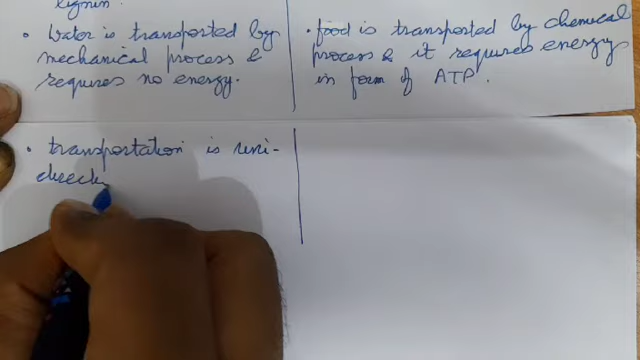 lignin.
• Water is transported by
mechanical process &
requires no energy.
• food is transported by chemical
process & it requires energy
in form of ATP.
• transportation is uni-
directi